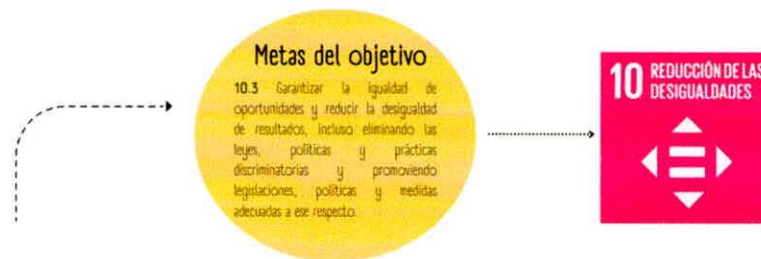 Metas del objetivo
10.3 Garantizar la igualdad de
oportunidades y reducir la desigualdad
de resultados, incluso eliminando las
leyes, políticas y prácticas
discriminatorias y promoviendo
legislaciones, políticas y medidas
adecuadas a ese respecto.
10 REDUCCIÓN DE LAS
DESIGUALDADES